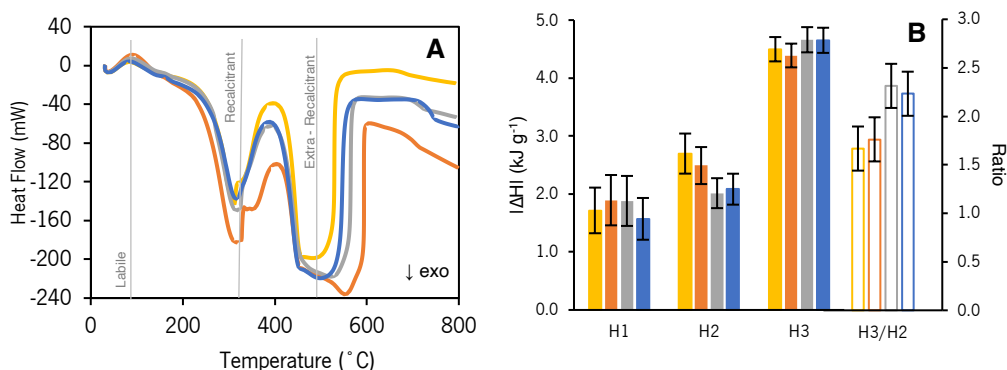 A
40
0
-40
-80
-120
-160
-200
-240
Heat Flow (mW)
Labile
Recalcitrant
Extra - Recalcitrant
↓ exo
0
200
400
600
800
Temperature (˚C)
B
5.0
4.0
3.0
2.0
1.0
0.0
IΔHI (kJ g⁻¹)
3.0
2.5
2.0
1.5
1.0
0.5
0.0
Ratio
H1
H2
H3
H3/H2